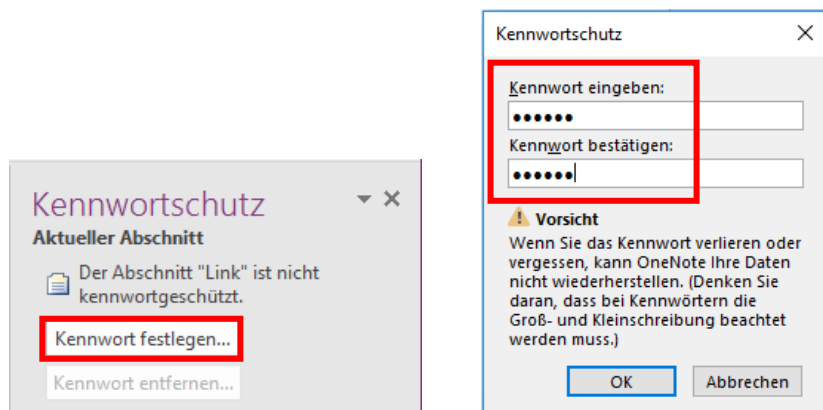 Kennwortschutz
Aktueller Abschnitt
Der Abschnitt "Link" ist nicht
kennwortgeschützt.
Kennwort festlegen...
Kennwort entfernen...
Kennwortschutz
Kennwort eingeben:
••••••
Kennwort bestätigen:
••••••
Vorsicht
Wenn Sie das Kennwort verlieren oder
vergessen, kann OneNote Ihre Daten
nicht wiederherstellen. (Denken Sie
daran, dass bei Kennwörtern die
Groß- und Kleinschreibung beachtet
werden muss.)
OK Abbrechen